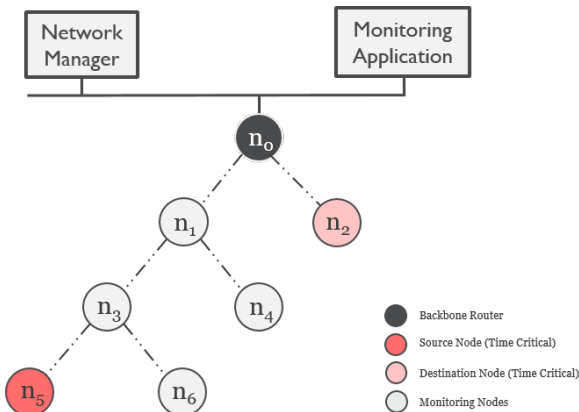 Network
Manager
Monitoring
Application
n₀
n₁
n₂
n₃
n₄
n₅
n₆
Backbone Router
Source Node (Time Critical)
Destination Node (Time Critical)
Monitoring Nodes